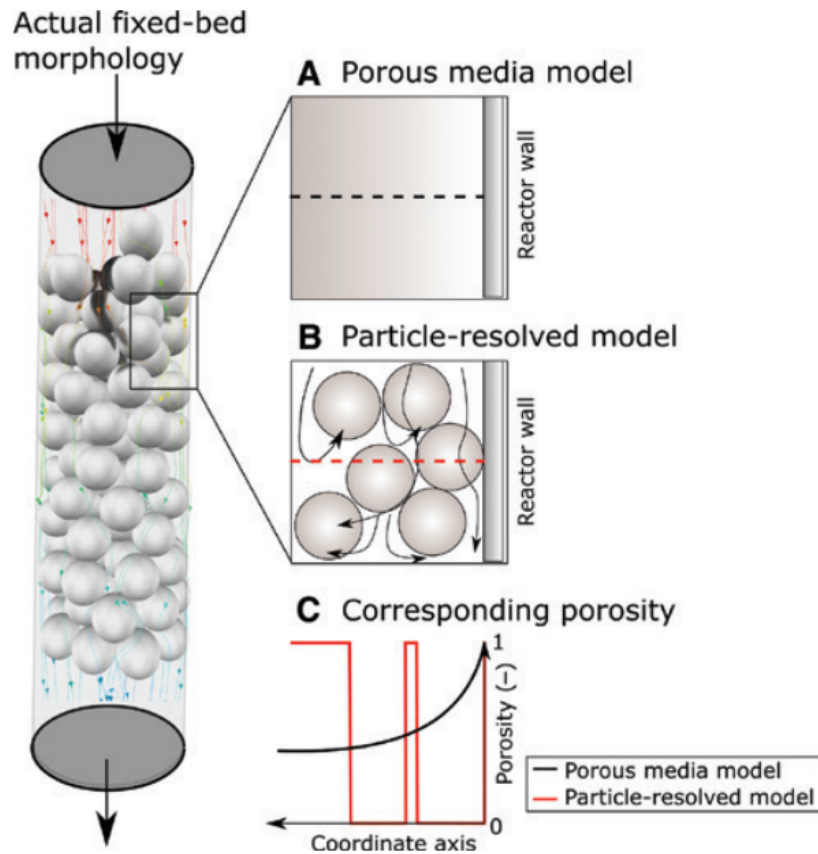 Actual fixed-bed
morphology
A Porous media model
Reactor wall
B Particle-resolved model
Reactor wall
C Corresponding porosity
1
Porosity (–)
0
Coordinate axis
Porous media model
Particle-resolved model